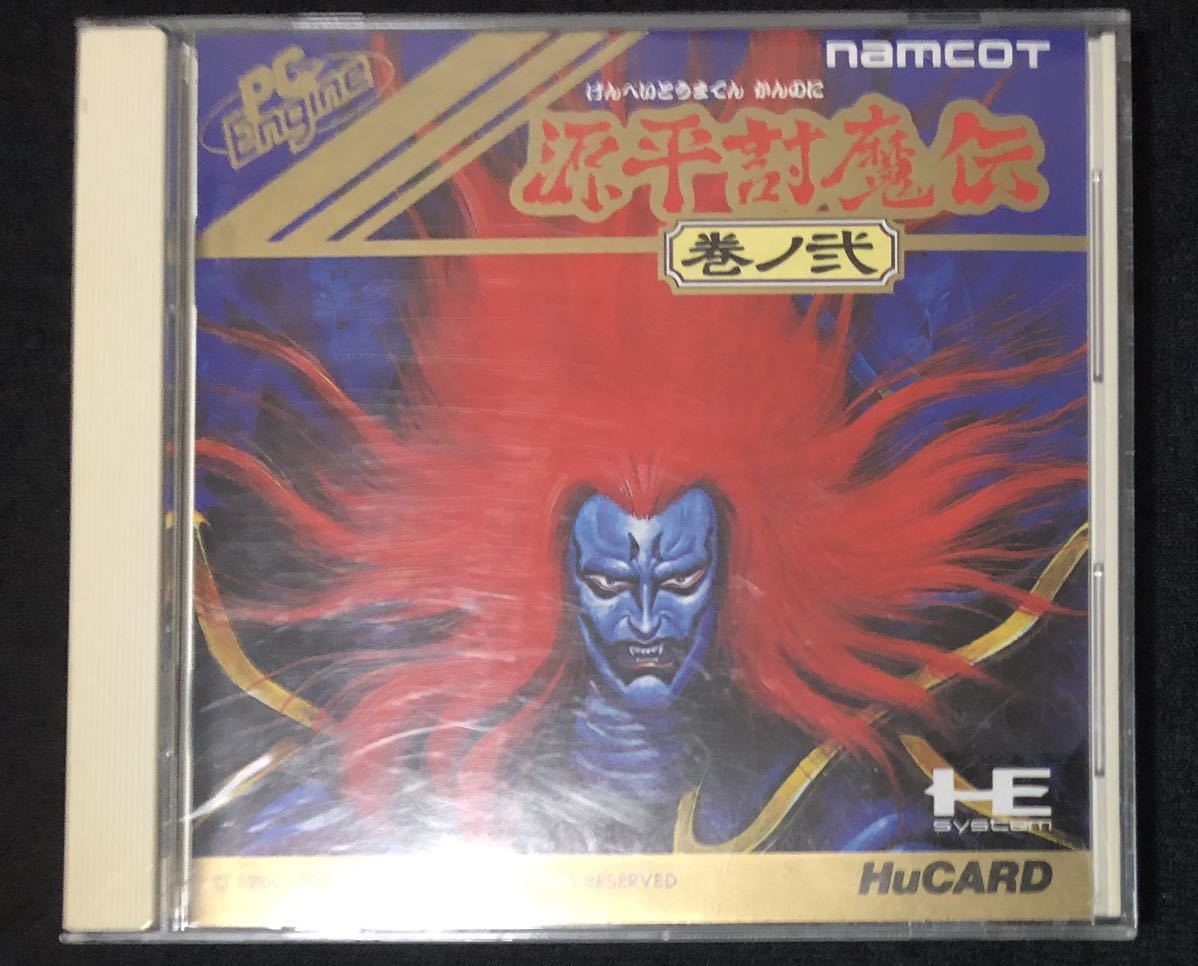 PC Engine
namcot
げんぺいとうまでん かんのに
源平討魔伝
巻ノ弐
HE
system
RESERVED
HuCARD